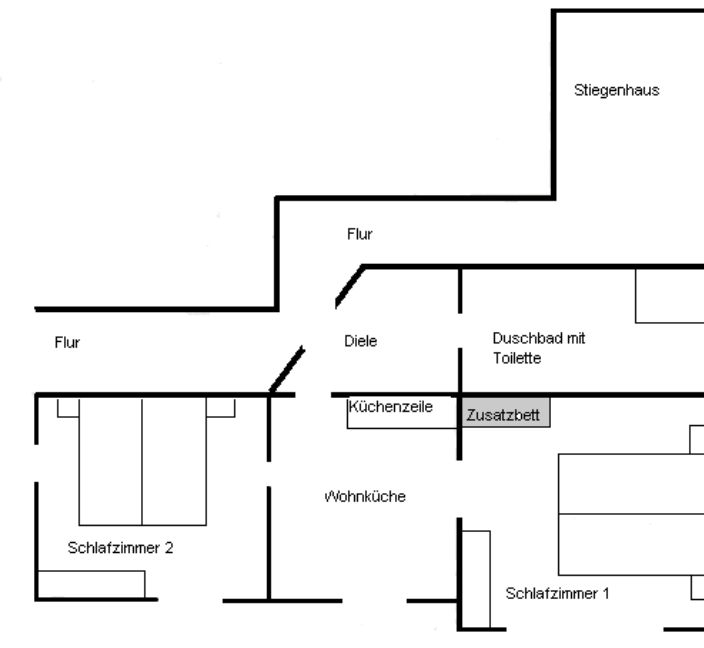 Stiegenhaus
Flur
Flur
Diele
Duschbad mit
Toilette
Küchenzeile
Zusatzbett
Wohnküche
Schlafzimmer 2
Schlafzimmer 1